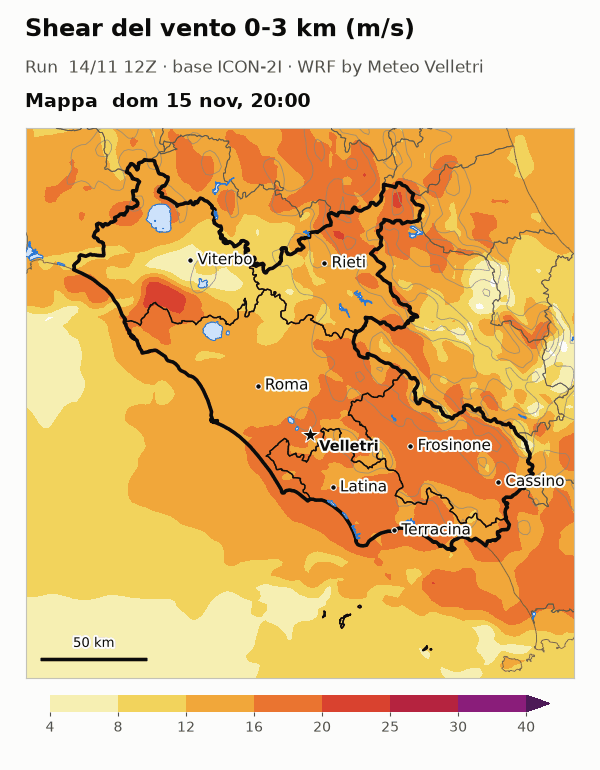 Shear del vento 0-3 km (m/s)
Run  14/11 12Z · base ICON-2I · WRF by Meteo Velletri
Mappa  dom 15 nov, 20:00
Viterbo
Rieti
Roma
Velletri
Frosinone
Latina
Cassino
Terracina
50 km
4 8 12 16 20 25 30 40